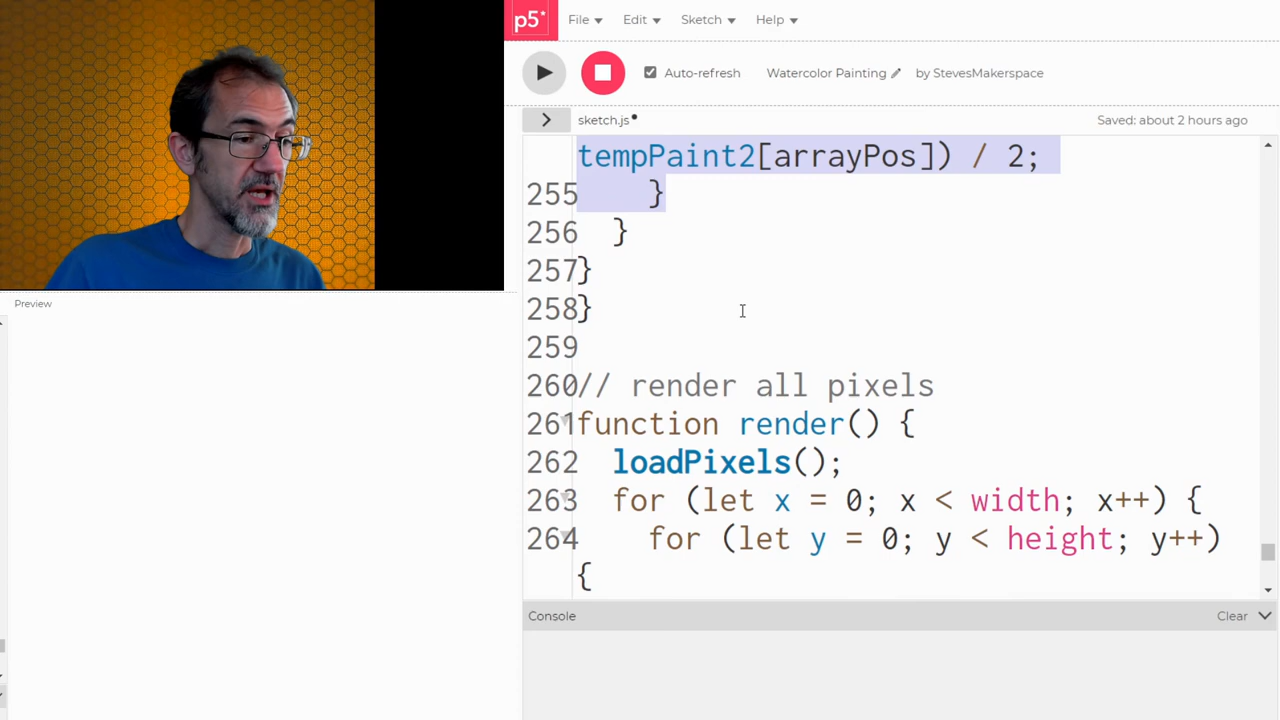 p5* File Edit Sketch Help
Auto-refresh Watercolor Painting by StevesMakerspace
> sketch.js• Saved: about 2 hours ago
tempPaint2[arrayPos]) / 2;
255 }
256 }
257 }
258 }
259
260 // render all pixels
261 function render() {
262 loadPixels();
263 for (let x = 0; x < width; x++) {
264 for (let y = 0; y < height; y++)
{
Preview
Console Clear